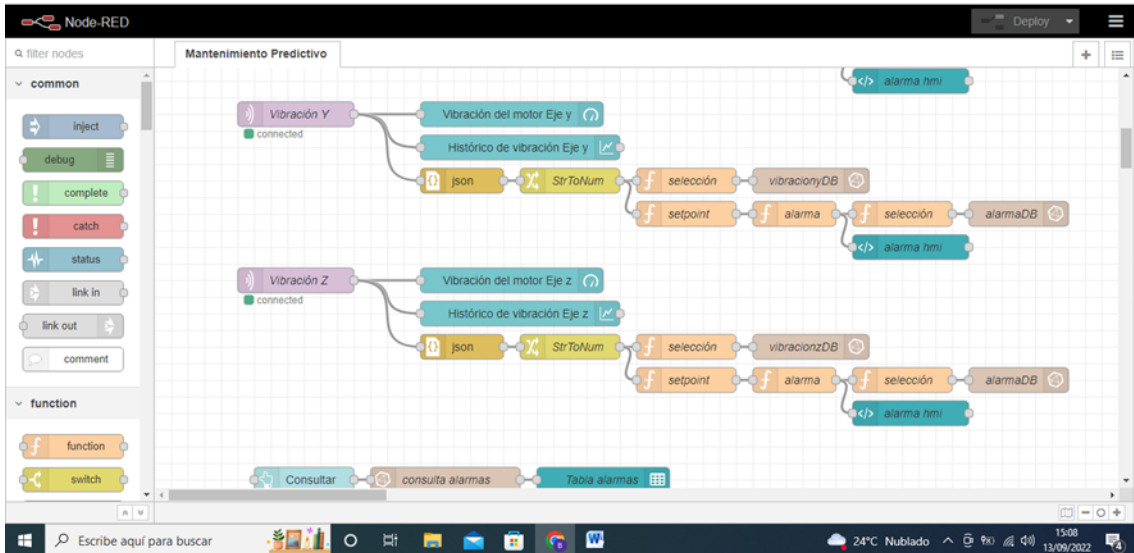 Node-RED
Deploy
filter nodes
Mantenimiento Predictivo
common
inject
debug
complete
catch
status
link in
link out
comment
function
function
switch
alarma hmi
Vibración Y
connected
Vibración del motor Eje y
Histórico de vibración Eje y
json
StrToNum
selección
vibracionyDB
setpoint
alarma
selección
alarmaDB
alarma hmi
Vibración Z
connected
Vibración del motor Eje z
Histórico de vibración Eje z
json
StrToNum
selección
vibracionzDB
setpoint
alarma
selección
alarmaDB
alarma hmi
Consultar
consulta alarmas
Tabla alarmas
Escribe aquí para buscar
24°C Nublado
15:08
13/09/2022